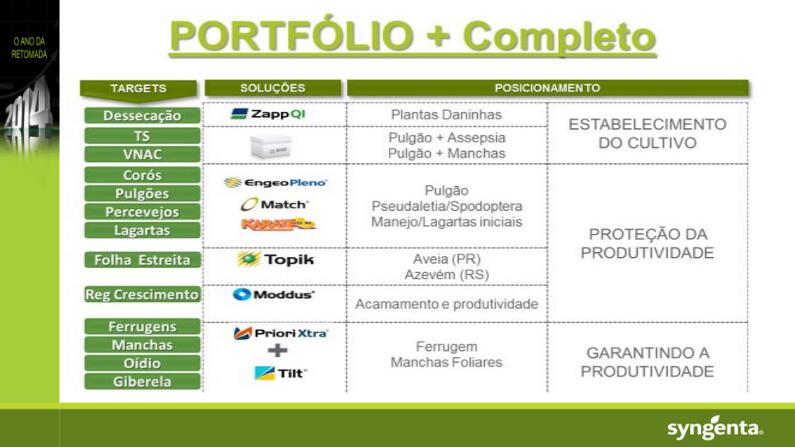 PORTFÓLIO + Completo
O ANO DA
RETOMADA
2014
TARGETS
SOLUÇÕES
POSICIONAMENTO
Dessecação
ZappQI
Plantas Daninhas
ESTABELECIMENTO
DO CULTIVO
TS
VNAC
Pulgão + Assepsia
Pulgão + Manchas
Corós
Pulgões
Percevejos
Lagartas
EngeoPleno
Match
KARATE
Pulgão
Pseudaletia/Spodoptera
Manejo/Lagartas iniciais
PROTEÇÃO DA
PRODUTIVIDADE
Folha Estreita
Topik
Aveia (PR)
Azevém (RS)
Reg Crescimento
Moddus
Acamamento e produtividade
Ferrugens
Manchas
Oídio
Giberela
Priori Xtra
+
Tilt
Ferrugem
Manchas Foliares
GARANTINDO A
PRODUTIVIDADE
syngenta